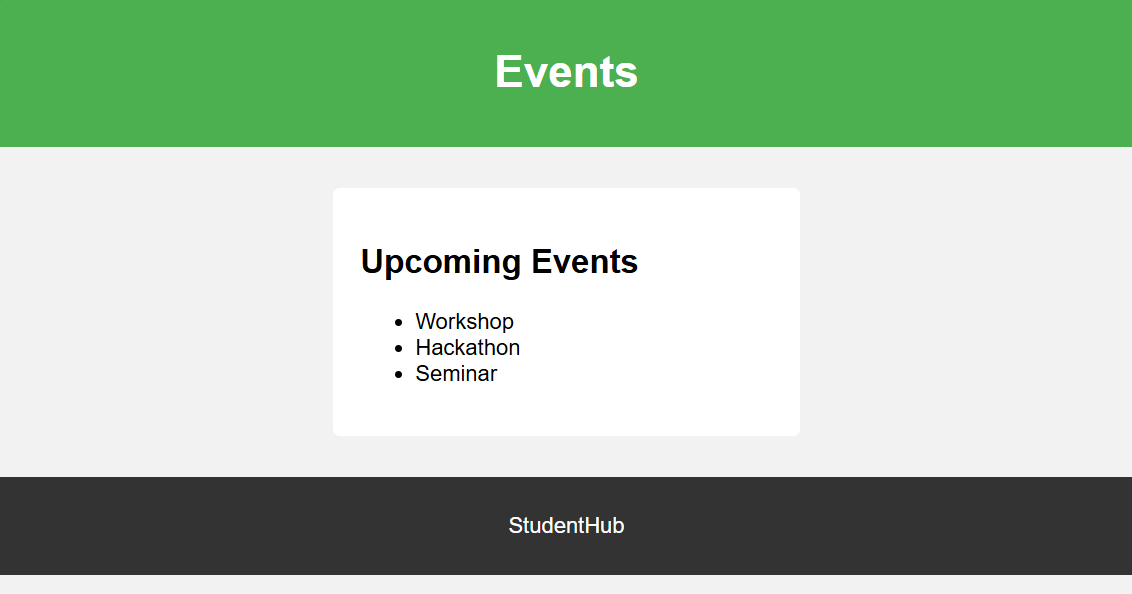 Events
Upcoming Events
Workshop
Hackathon
Seminar
StudentHub